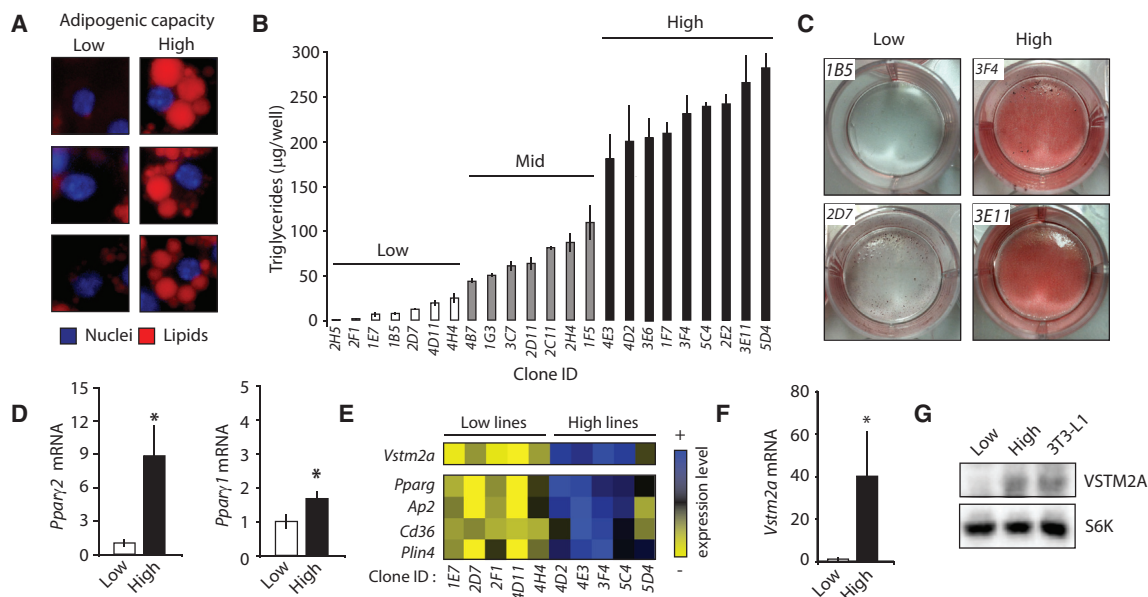 A
Adipogenic capacity
Low
High
Nuclei
Lipids
B
Triglycerides (µg/well)
300
250
200
150
100
50
0
Low
Mid
High
2H5
2F1
1E7
1B5
2D7
4D11
4H4
4B7
1G3
3C7
2D11
2C11
2H4
1F5
4E3
4D2
3E6
1F7
3F4
5C4
2E2
3E11
5D4
Clone ID
C
Low
High
1B5
3F4
2D7
3E11
D
Pparγ2 mRNA
15
12
9
6
3
0
*
Low
High
Pparγ1 mRNA
5
4
3
2
1
0
*
Low
High
E
Low lines
High lines
Vstm2a
Pparg
Ap2
Cd36
Plin4
Clone ID :
1E7
2D7
2F1
4D11
4H4
4D2
4E3
3F4
5C4
5D4
+
expression level
-
F
Vstm2a mRNA
80
60
40
20
0
*
Low
High
G
Low
High
3T3-L1
VSTM2A
S6K